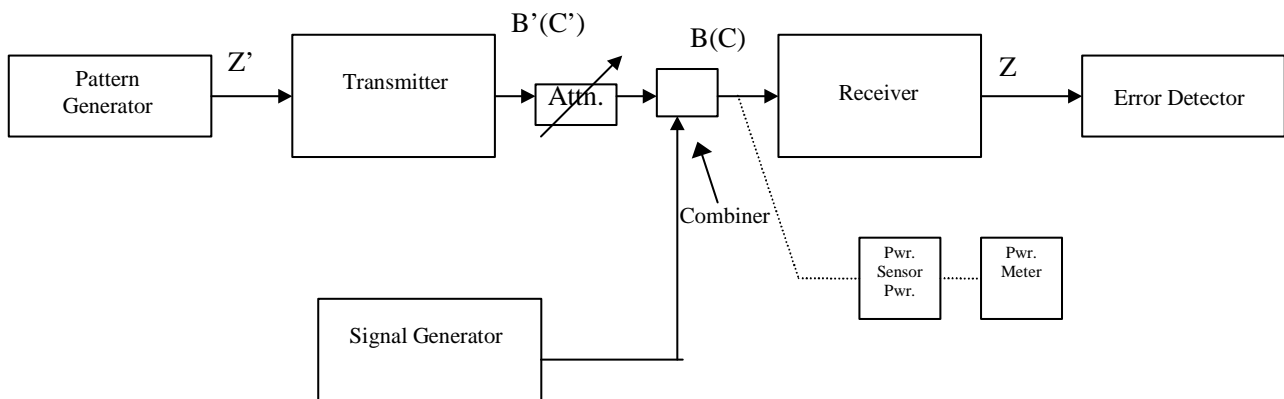 B’(C’)
B(C)
Z’
Z
Pattern
Generator
Transmitter
Attn.
Receiver
Error Detector
Combiner
Pwr.
Sensor
Pwr.
Pwr.
Meter
Signal Generator